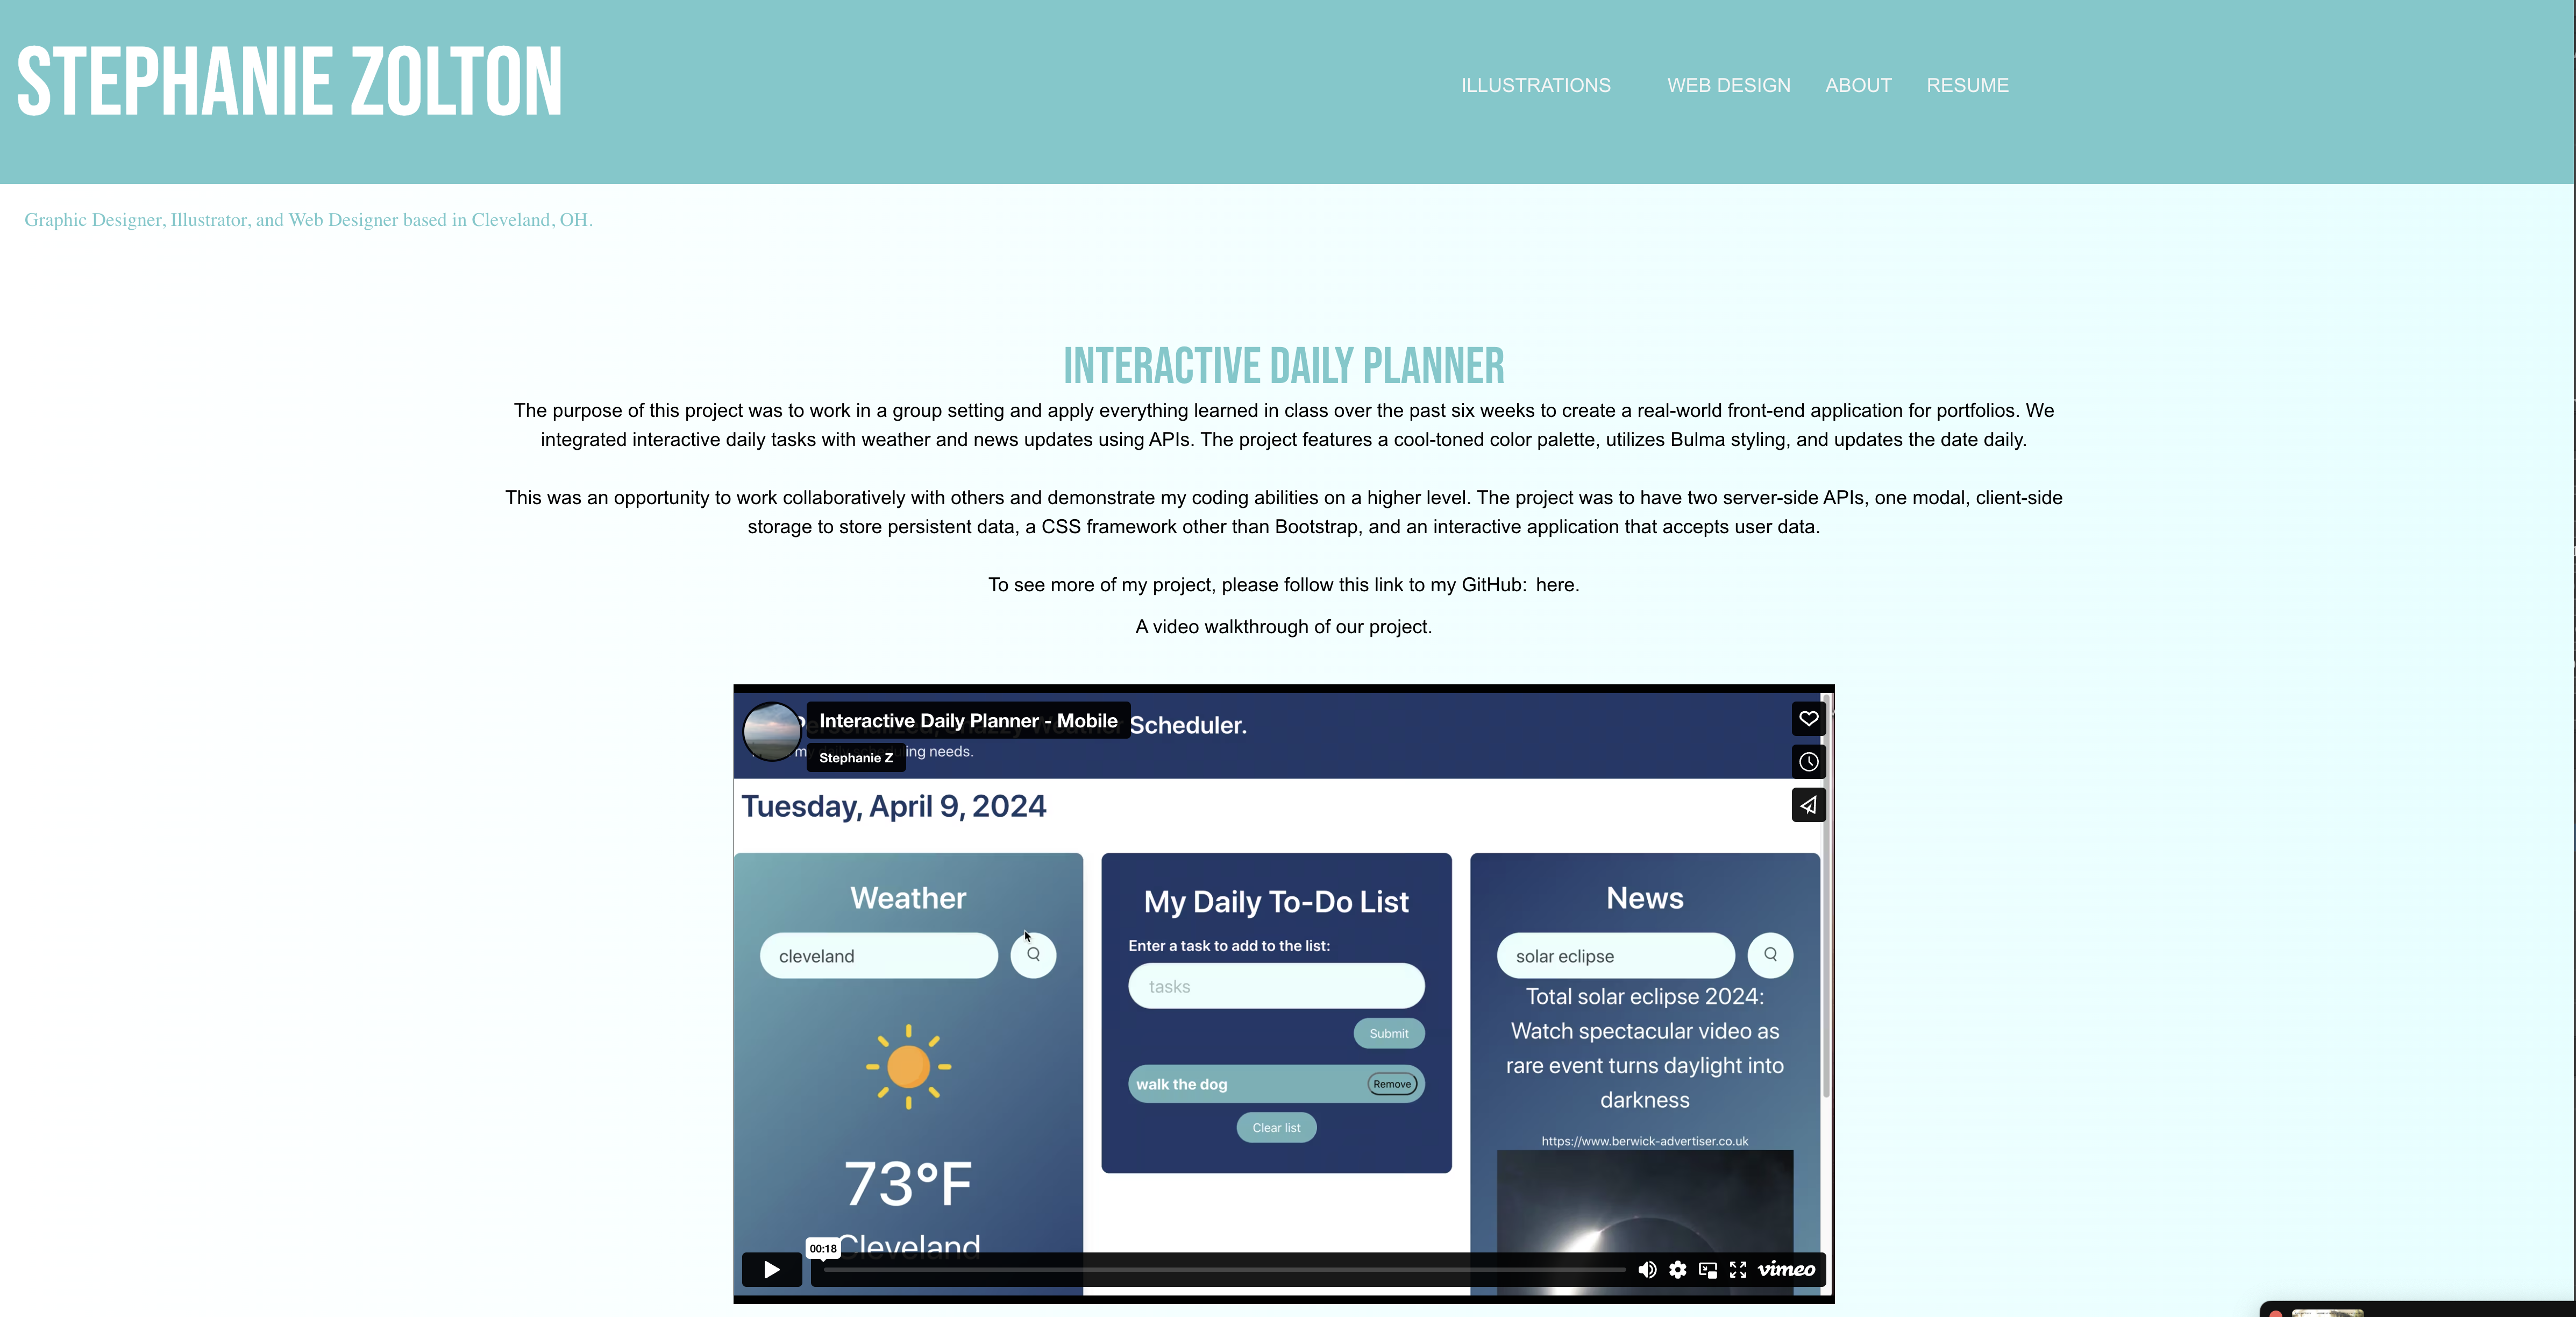 STEPHANIE ZOLTON
ILLUSTRATIONS WEB DESIGN ABOUT RESUME
Graphic Designer, Illustrator, and Web Designer based in Cleveland, OH.
INTERACTIVE DAILY PLANNER
The purpose of this project was to work in a group setting and apply everything learned in class over the past six weeks to create a real-world front-end application for portfolios. We
integrated interactive daily tasks with weather and news updates using APIs. The project features a cool-toned color palette, utilizes Bulma styling, and updates the date daily.
This was an opportunity to work collaboratively with others and demonstrate my coding abilities on a higher level. The project was to have two server-side APIs, one modal, client-side
storage to store persistent data, a CSS framework other than Bootstrap, and an interactive application that accepts user data.
To see more of my project, please follow this link to my GitHub: here.
A video walkthrough of our project.
Interactive Daily Planner - Mobile
Scheduler.
Stephanie Z
needs.
Tuesday, April 9, 2024
Weather
cleveland
73°F
Cleveland
My Daily To-Do List
Enter a task to add to the list:
tasks
Submit
walk the dog
Remove
Clear list
News
solar eclipse
Total solar eclipse 2024:
Watch spectacular video as
rare event turns daylight into
darkness
https://www.berwick-advertiser.co.uk
00:18
vimeo